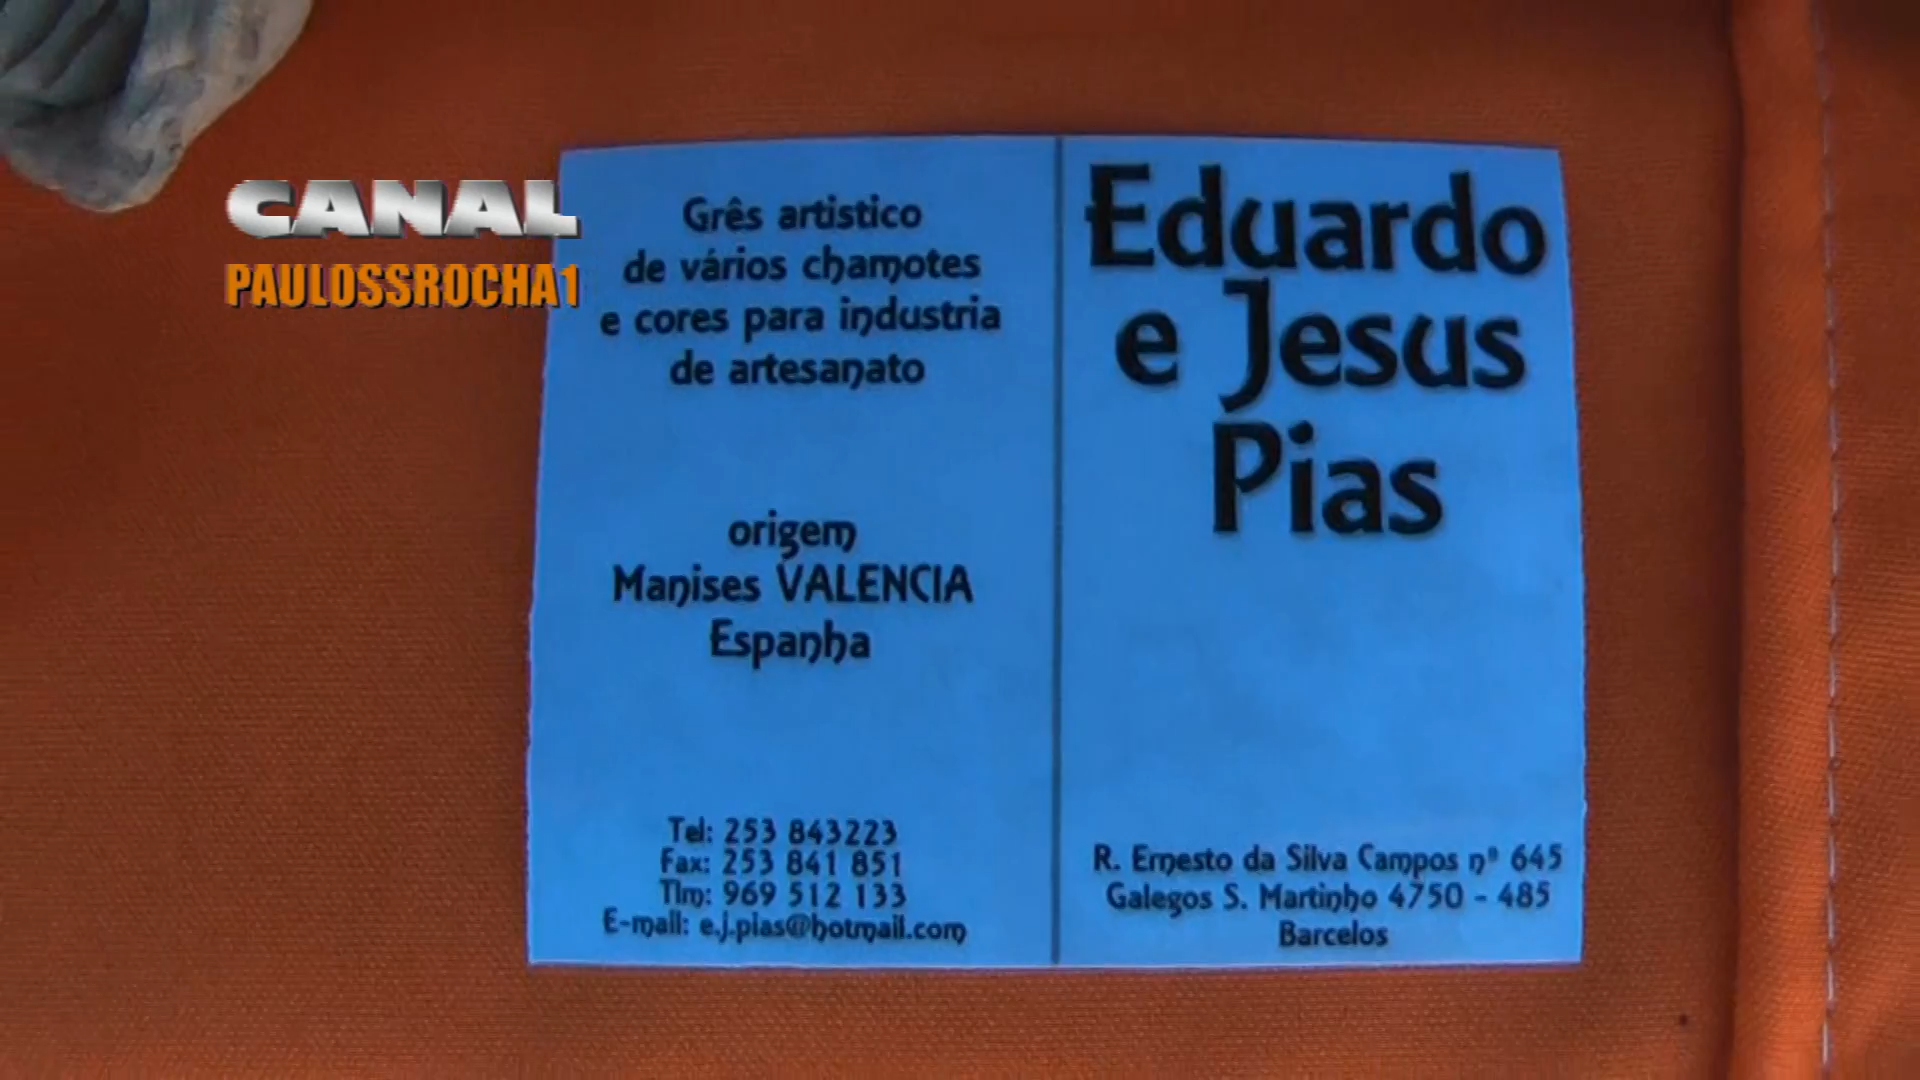 CANAL
PAULOSSROCHA1
Grês artistico
de vários chamotes
e cores para industria
de artesanato
origem
Manises VALENCIA
Espanha
Tel: 253 843223
Fax: 253 841 851
Tlm: 969 512 133
E-mail: e.j.pias@hotmail.com
Eduardo
e Jesus
Pias
R. Ernesto da Silva Campos nº 645
Galegos S. Martinho 4750 - 485
Barcelos